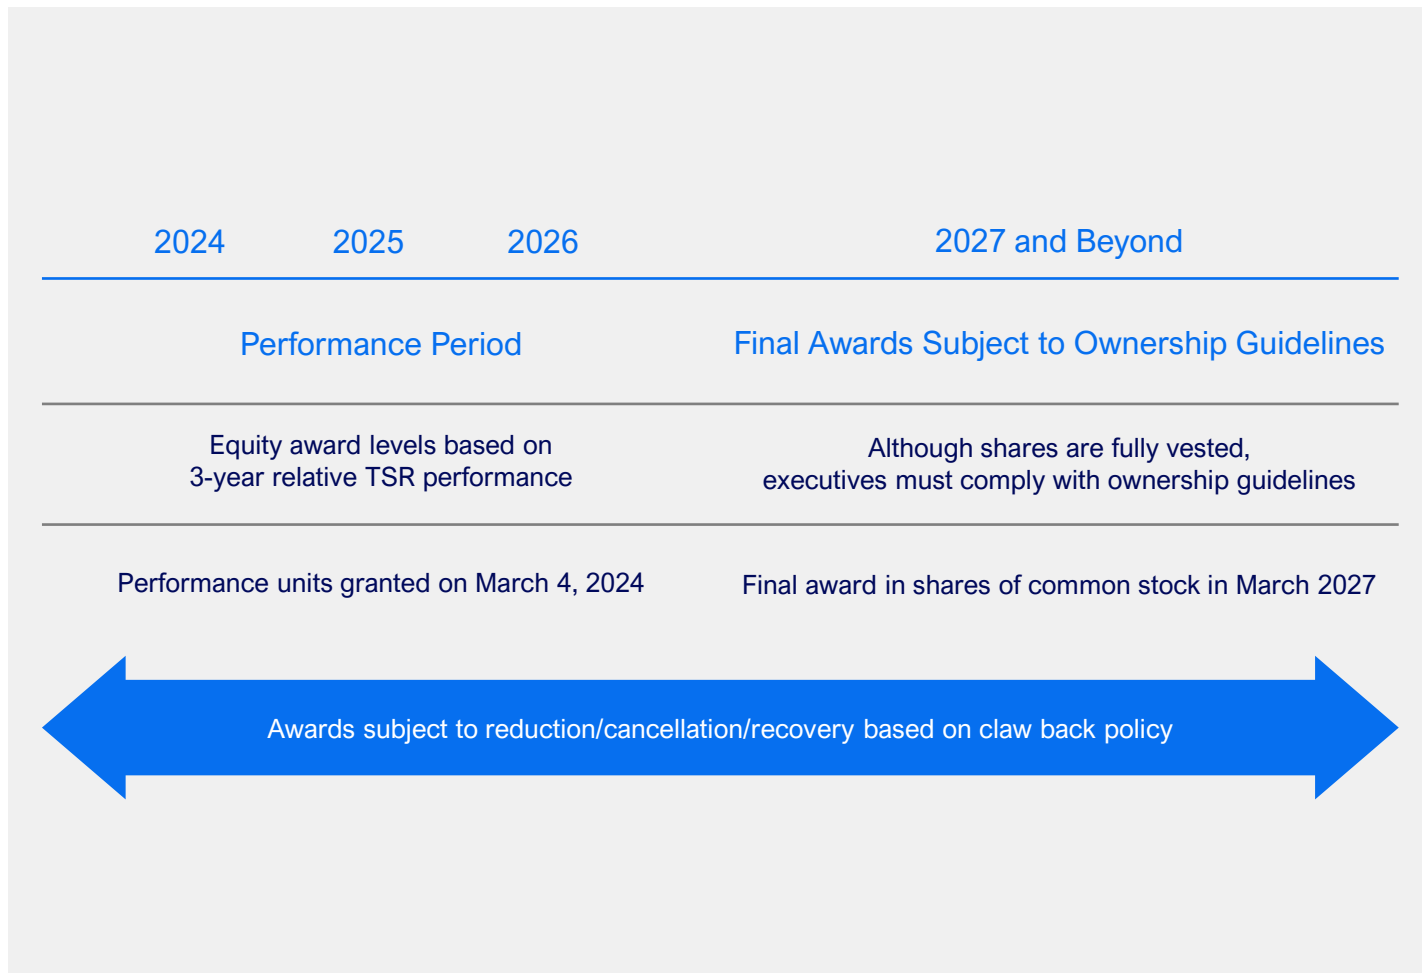 2024 2025 2026 2027 and Beyond
Performance Period Final Awards Subject to Ownership Guidelines
Equity award levels based on
3-year relative TSR performance
Although shares are fully vested,
executives must comply with ownership guidelines
Performance units granted on March 4, 2024 Final award in shares of common stock in March 2027
Awards subject to reduction/cancellation/recovery based on claw back policy